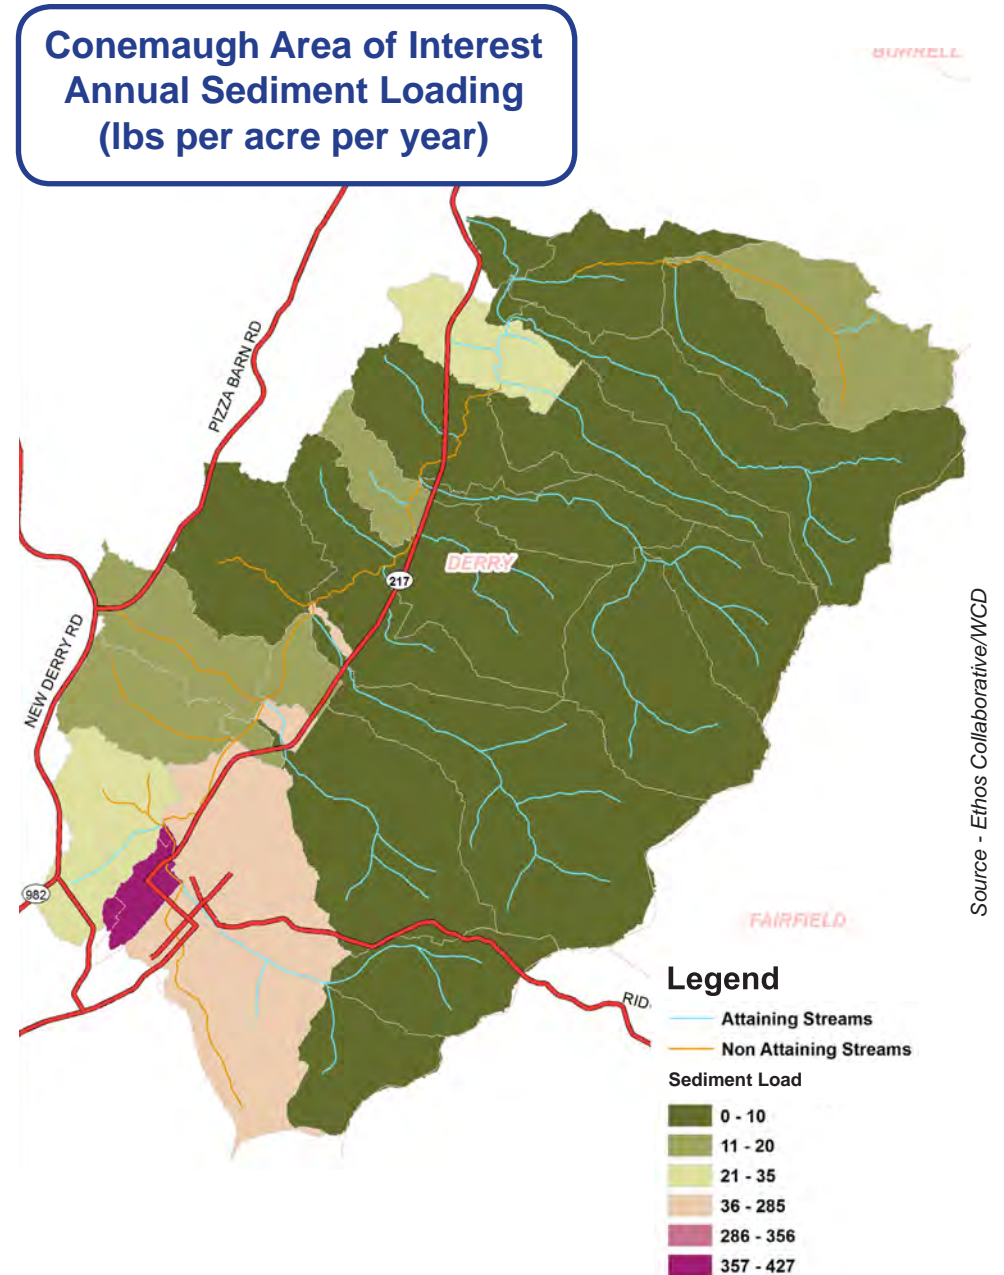 Conemaugh Area of Interest
Annual Sediment Loading
(lbs per acre per year)
BURRELL
PIZZA BARN RD
DERRY
217
NEW DERRY RD
982
FAIRFIELD
RID
Source - Ethos Collaborative/WCD
Legend
Attaining Streams
Non Attaining Streams
Sediment Load
0 - 10
11 - 20
21 - 35
36 - 285
286 - 356
357 - 427